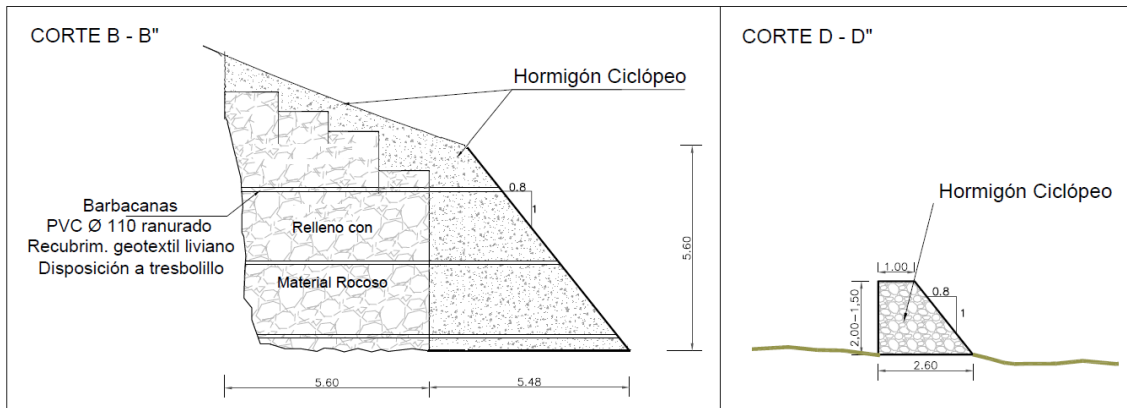 CORTE B - B"
Hormigón Ciclópeo
0.8
1
Barbacanas
PVC Ø 110 ranurado
Recubrim. geotextil liviano
Disposición a tresbolillo
Relleno con
Material Rocoso
5.60
5.60
5.48
CORTE D - D"
Hormigón Ciclópeo
1.00
0.8
1
2,00-1,50
2.60